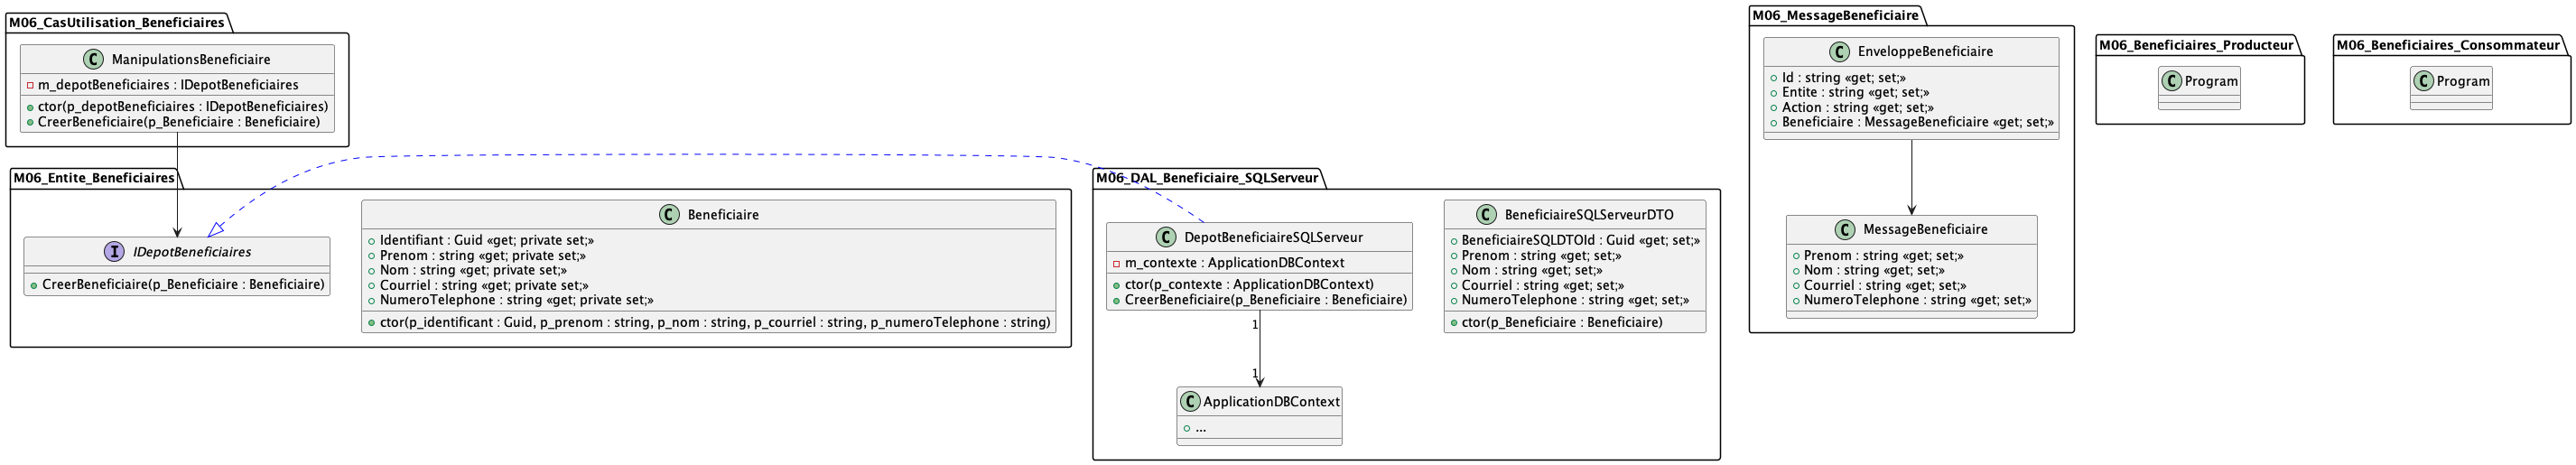 M06_CasUtilisation_Beneficiaires
C ManipulationsBeneficiaire
m_depotBeneficiaires : IDepotBeneficiaires
ctor(p_depotBeneficiaires : IDepotBeneficiaires)
CreerBeneficiaire(p_Beneficiaire : Beneficiaire)
M06_Entite_Beneficiaires
I IDepotBeneficiaires
CreerBeneficiaire(p_Beneficiaire : Beneficiaire)
C Beneficiaire
Identifiant : Guid «get; private set;»
Prenom : string «get; private set;»
Nom : string «get; private set;»
Courriel : string «get; private set;»
NumeroTelephone : string «get; private set;»
ctor(p_identificant : Guid, p_prenom : string, p_nom : string, p_courriel : string, p_numeroTelephone : string)
M06_DAL_Beneficiaire_SQLServeur
C DepotBeneficiaireSQLServeur
m_contexte : ApplicationDBContext
ctor(p_contexte : ApplicationDBContext)
CreerBeneficiaire(p_Beneficiaire : Beneficiaire)
1
1
C ApplicationDBContext
...
C BeneficiaireSQLServeurDTO
BeneficiaireSQLDTOId : Guid «get; set;»
Prenom : string «get; set;»
Nom : string «get; set;»
Courriel : string «get; set;»
NumeroTelephone : string «get; set;»
ctor(p_Beneficiaire : Beneficiaire)
M06_MessageBeneficiaire
C EnveloppeBeneficiaire
Id : string «get; set;»
Entite : string «get; set;»
Action : string «get; set;»
Beneficiaire : MessageBeneficiaire «get; set;»
C MessageBeneficiaire
Prenom : string «get; set;»
Nom : string «get; set;»
Courriel : string «get; set;»
NumeroTelephone : string «get; set;»
M06_Beneficiaires_Producteur
C Program
M06_Beneficiaires_Consommateur
C Program